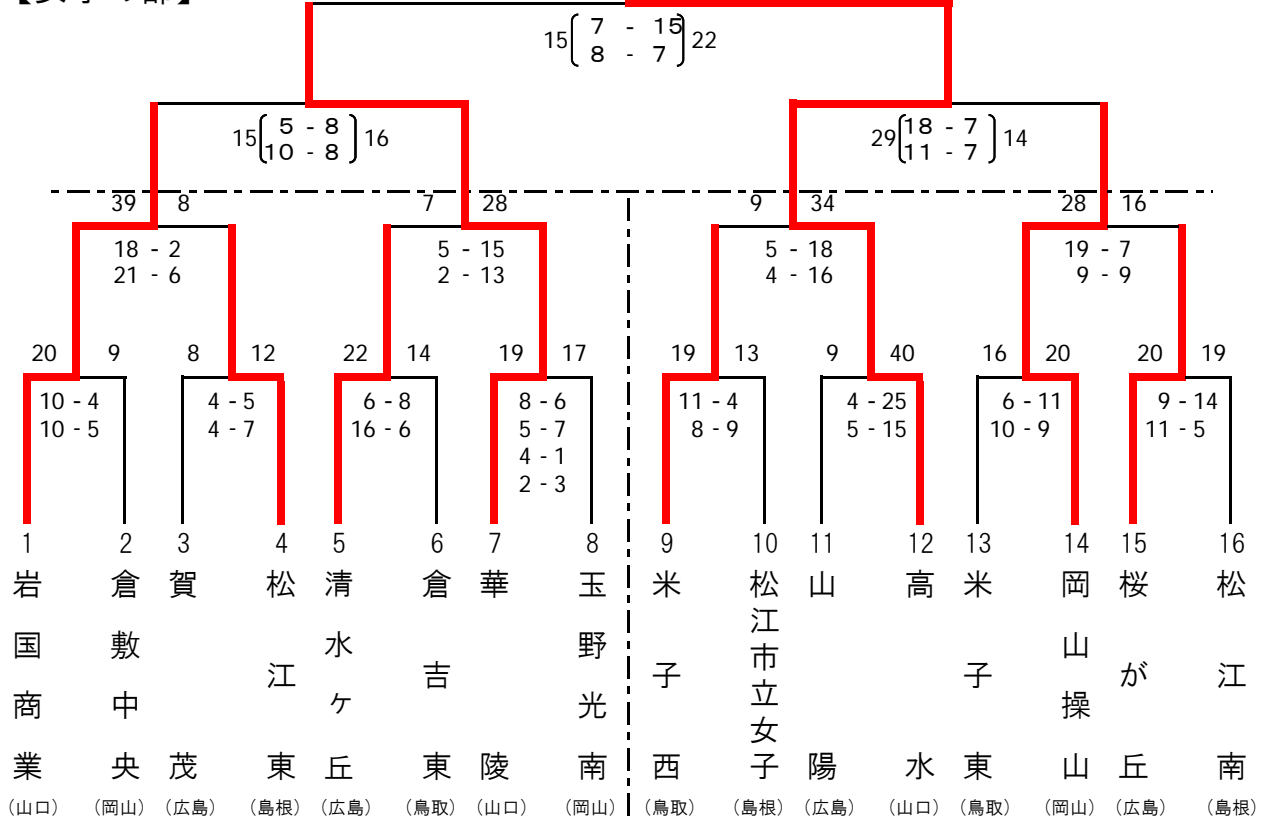 15 7 - 15 22
8 - 7
15 5 - 8 16
10 - 8
29 18 - 7 14
11 - 7
39 8 7 28 9 34 28 16
18 - 2 5 - 15 5 - 18 19 - 7
21 - 6 2 - 13 4 - 16 9 - 9
20 9 8 12 22 14 19 17 19 13 9 40 16 20 20 19
10 - 4 4 - 5 6 - 8 8 - 6 11 - 4 4 - 25 6 - 11 9 - 14
10 - 5 4 - 7 16 - 6 5 - 7 8 - 9 5 - 15 10 - 9 11 - 5
4 - 1
2 - 3
1 2 3 4 5 6 7 8 9 10 11 12 13 14 15 16
岩国商業
倉敷中央
賀茂
松江東
清水ケ丘
倉吉東
華陵
玉野光南
米子西
松江市立女子
山陽
高水
米子東
岡山操山
桜が丘
松江南
(山口) (岡山) (広島) (島根) (広島) (鳥取) (山口) (岡山) (鳥取) (島根) (広島) (山口) (鳥取) (岡山) (広島) (島根)